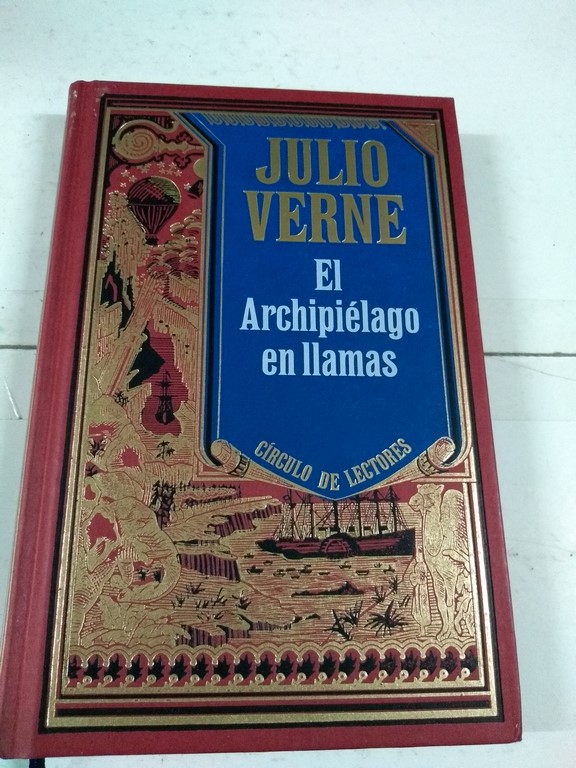 JULIO
VERNE
El
Archipiélago
en llamas
CÍRCULO DE LECTORES